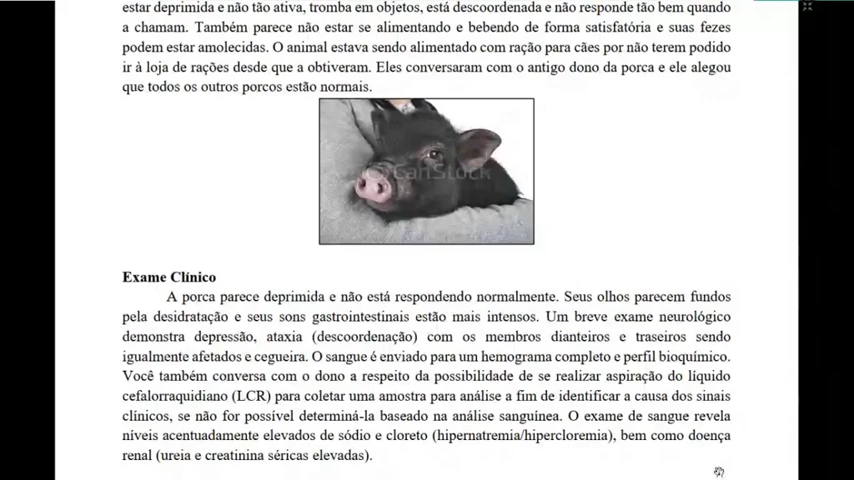 estar deprimida e não tão ativa, tromba em objetos, está descoordenada e não responde tão bem quando
a chamam. Também parece não estar se alimentando e bebendo de forma satisfatória e suas fezes
podem estar amolecidas. O animal estava sendo alimentado com ração para cães por não terem podido
ir à loja de rações desde que a obtiveram. Eles conversaram com o antigo dono da porca e ele alegou
que todos os outros porcos estão normais.
CanStock
Exame Clínico
A porca parece deprimida e não está respondendo normalmente. Seus olhos parecem fundos
pela desidratação e seus sons gastrointestinais estão mais intensos. Um breve exame neurológico
demonstra depressão, ataxia (descoordenação) com os membros dianteiros e traseiros sendo
igualmente afetados e cegueira. O sangue é enviado para um hemograma completo e perfil bioquímico.
Você também conversa com o dono a respeito da possibilidade de se realizar aspiração do líquido
cefalorraquidiano (LCR) para coletar uma amostra para análise a fim de identificar a causa dos sinais
clínicos, se não for possível determiná-la baseado na análise sanguínea. O exame de sangue revela
níveis acentuadamente elevados de sódio e cloreto (hipernatremia/hipercloremia), bem como doença
renal (ureia e creatinina séricas elevadas).